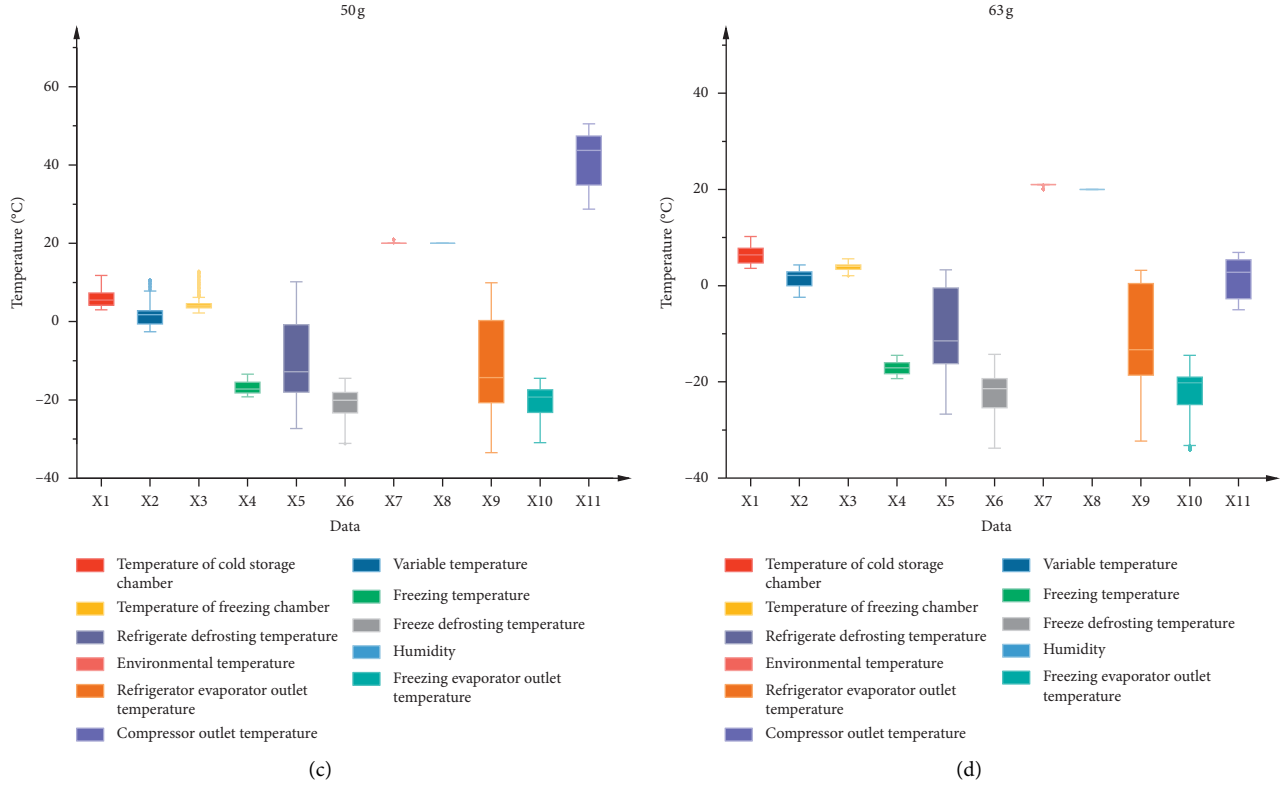 50 g
Temperature (°C)
60
40
20
0
–20
–40
X1 X2 X3 X4 X5 X6 X7 X8 X9 X10 X11
Data
Temperature of cold storage
chamber
Temperature of freezing chamber
Refrigerate defrosting temperature
Environmental temperature
Refrigerator evaporator outlet
temperature
Compressor outlet temperature
Variable temperature
Freezing temperature
Freeze defrosting temperature
Humidity
Freezing evaporator outlet
temperature
(c)
63 g
Temperature (°C)
40
20
0
–20
–40
X1 X2 X3 X4 X5 X6 X7 X8 X9 X10 X11
Data
Temperature of cold storage
chamber
Temperature of freezing chamber
Refrigerate defrosting temperature
Environmental temperature
Refrigerator evaporator outlet
temperature
Compressor outlet temperature
Variable temperature
Freezing temperature
Freeze defrosting temperature
Humidity
Freezing evaporator outlet
temperature
(d)